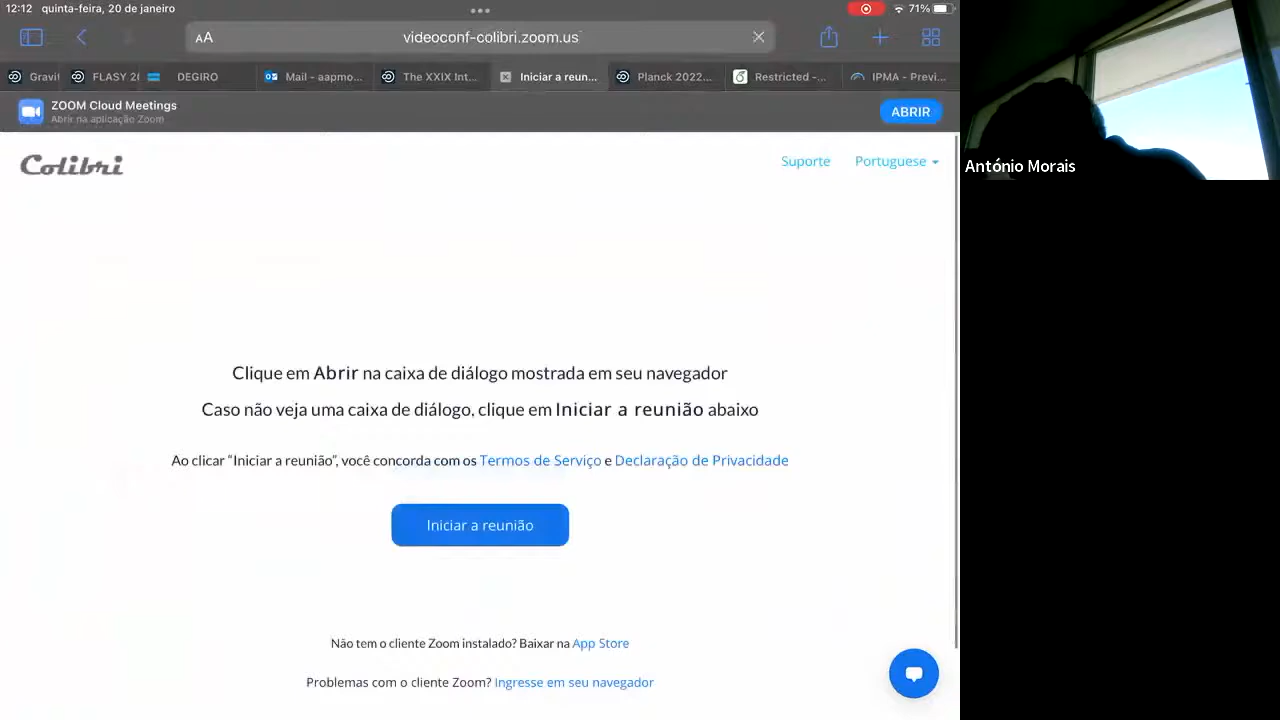 12:12 quinta-feira, 20 de janeiro
71%
AA videoconf-colibri.zoom.us
Gravi FLASY 2 DEGIRO Mail - aapmo... The XXIX Int... Iniciar a reun... Planck 2022... Restricted -... IPMA - Previ...
ZOOM Cloud Meetings
Abrir na aplicação Zoom
ABRIR
Colibri
Suporte Portuguese
António Morais
Clique em Abrir na caixa de diálogo mostrada em seu navegador
Caso não veja uma caixa de diálogo, clique em Iniciar a reunião abaixo
Ao clicar “Iniciar a reunião”, você concorda com os Termos de Serviço e Declaração de Privacidade
Iniciar a reunião
Não tem o cliente Zoom instalado? Baixar na App Store
Problemas com o cliente Zoom? Ingresse em seu navegador